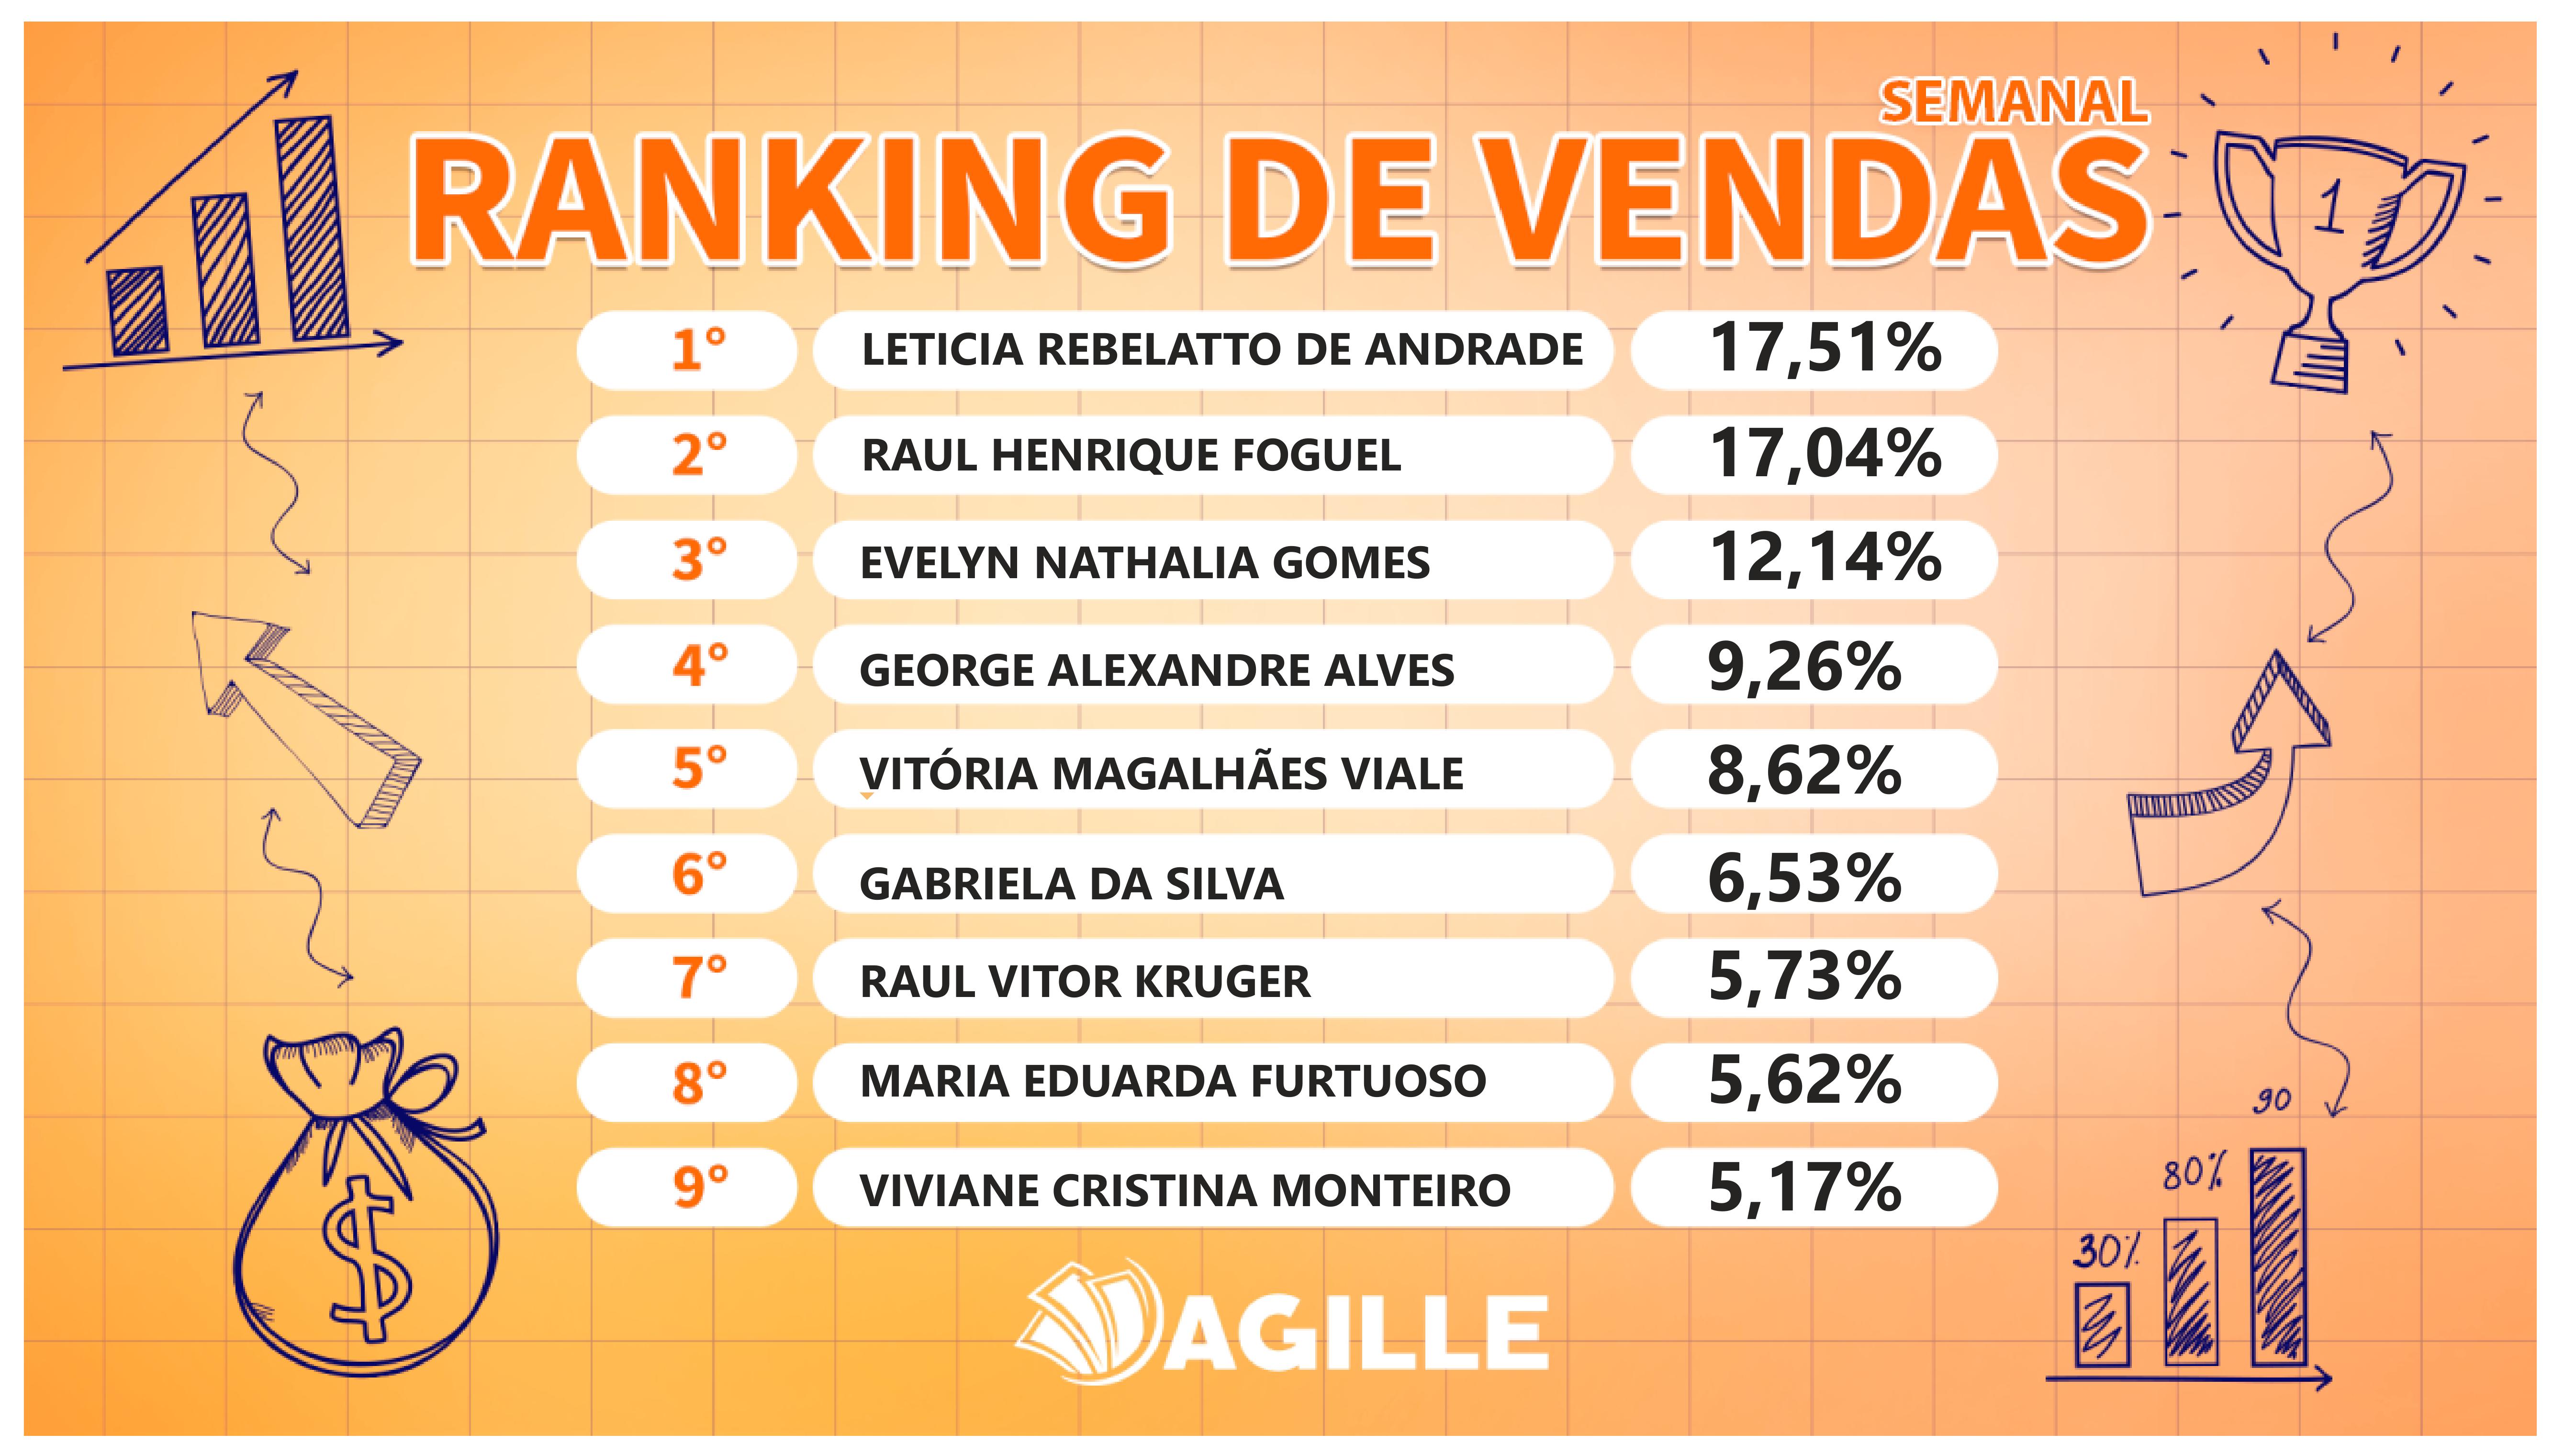 SEMANAL
RANKING DE VENDAS
1
1° LETICIA REBELATTO DE ANDRADE 17,51%
2° RAUL HENRIQUE FOGUEL 17,04%
3° EVELYN NATHALIA GOMES 12,14%
4° GEORGE ALEXANDRE ALVES 9,26%
5° VITÓRIA MAGALHÃES VIALE 8,62%
6° GABRIELA DA SILVA 6,53%
7° RAUL VITOR KRUGER 5,73%
8° MARIA EDUARDA FURTUOSO 5,62%
9° VIVIANE CRISTINA MONTEIRO 5,17%
$
30%
80%
90
AGILLE